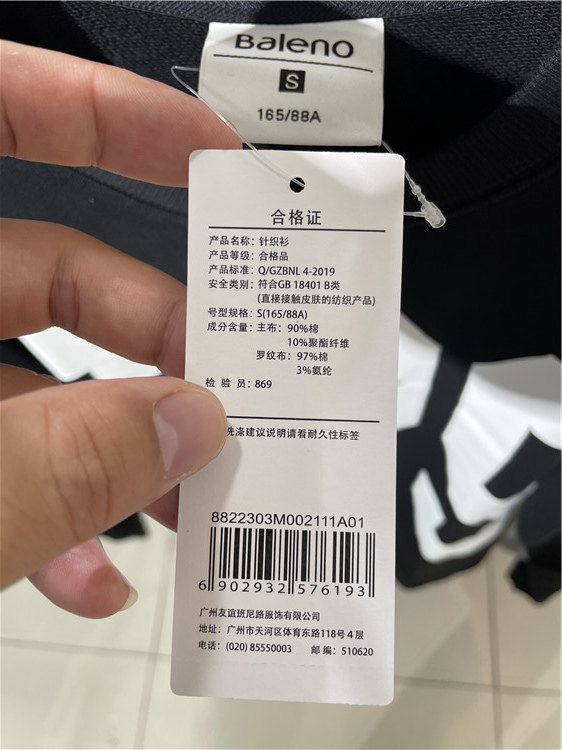 Baleno
S
165/88A
合格证
产品名称：针织衫
产品等级：合格品
产品标准：Q/GZBNL 4-2019
安全类别：符合GB 18401 B类
(直接接触皮肤的纺织产品)
号型规格：S(165/88A)
成分含量：主布：90%棉
10%聚酯纤维
罗纹布：97%棉
3%氨纶
检 验 员：869
洗涤建议说明请看耐久性标签
8822303M002111A01
6 902932 576193
广州友谊班尼路服饰有限公司
地址：广州市天河区体育东路118号４层
电话：(020) 85550003 邮 编：510620